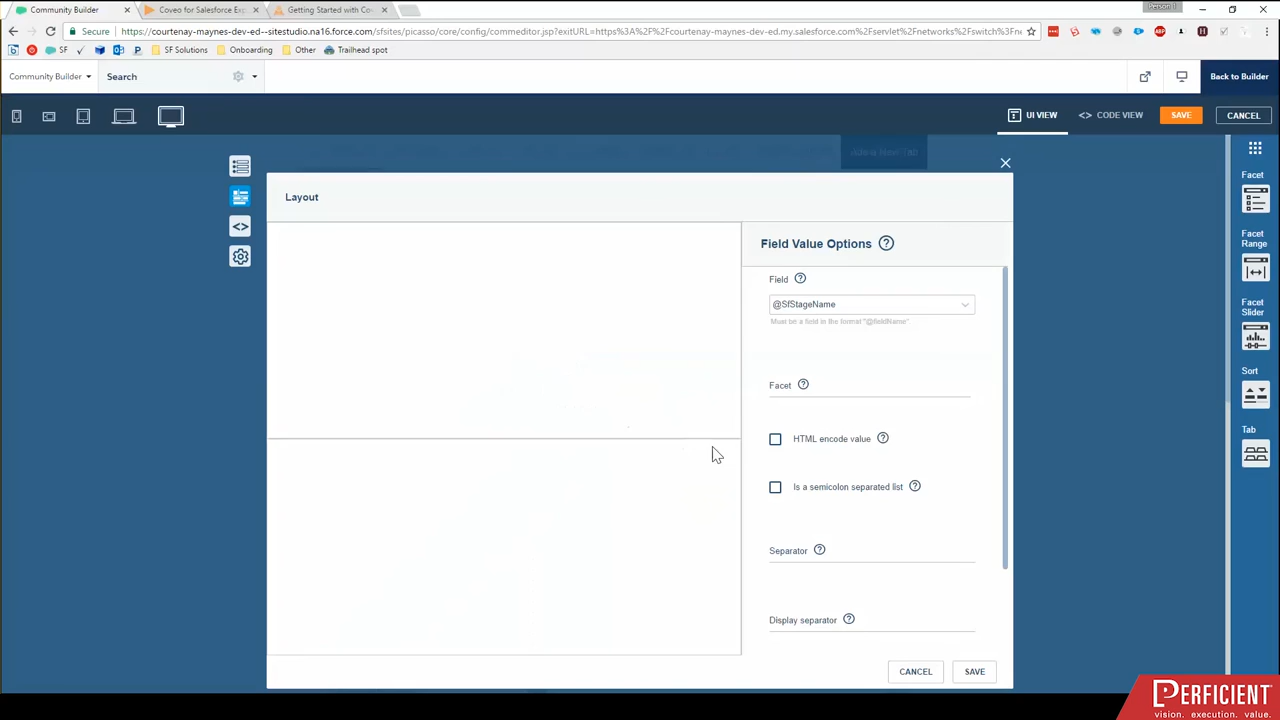 Person 1
Community Builder
Coveo for Salesforce Exp
Getting Started with Co
Secure
https://courtenay-maynes-dev-ed--sitestudio.na16.force.com/sfsites/picasso/core/config/commeditor.jsp?exitURL=https%3A%2F%2Fcourtenay-maynes-dev-ed.my.salesforce.com%2Fservlet%2Fnetworks%2Fswitch%3Fne
SF
SF Solutions
Onboarding
Other
Trailhead spot
Community Builder
Search
Back to Builder
UI VIEW
<> CODE VIEW
SAVE
CANCEL
Layout
Field Value Options ?
Field ?
@SfStageName
Must be a field in the format "@fieldName"
Facet ?
HTML encode value ?
Is a semicolon separated list ?
Separator ?
Display separator ?
CANCEL
SAVE
Facet
Facet
Range
Facet
Slider
Sort
Tab
PERFICIENT
vision. execution. value.